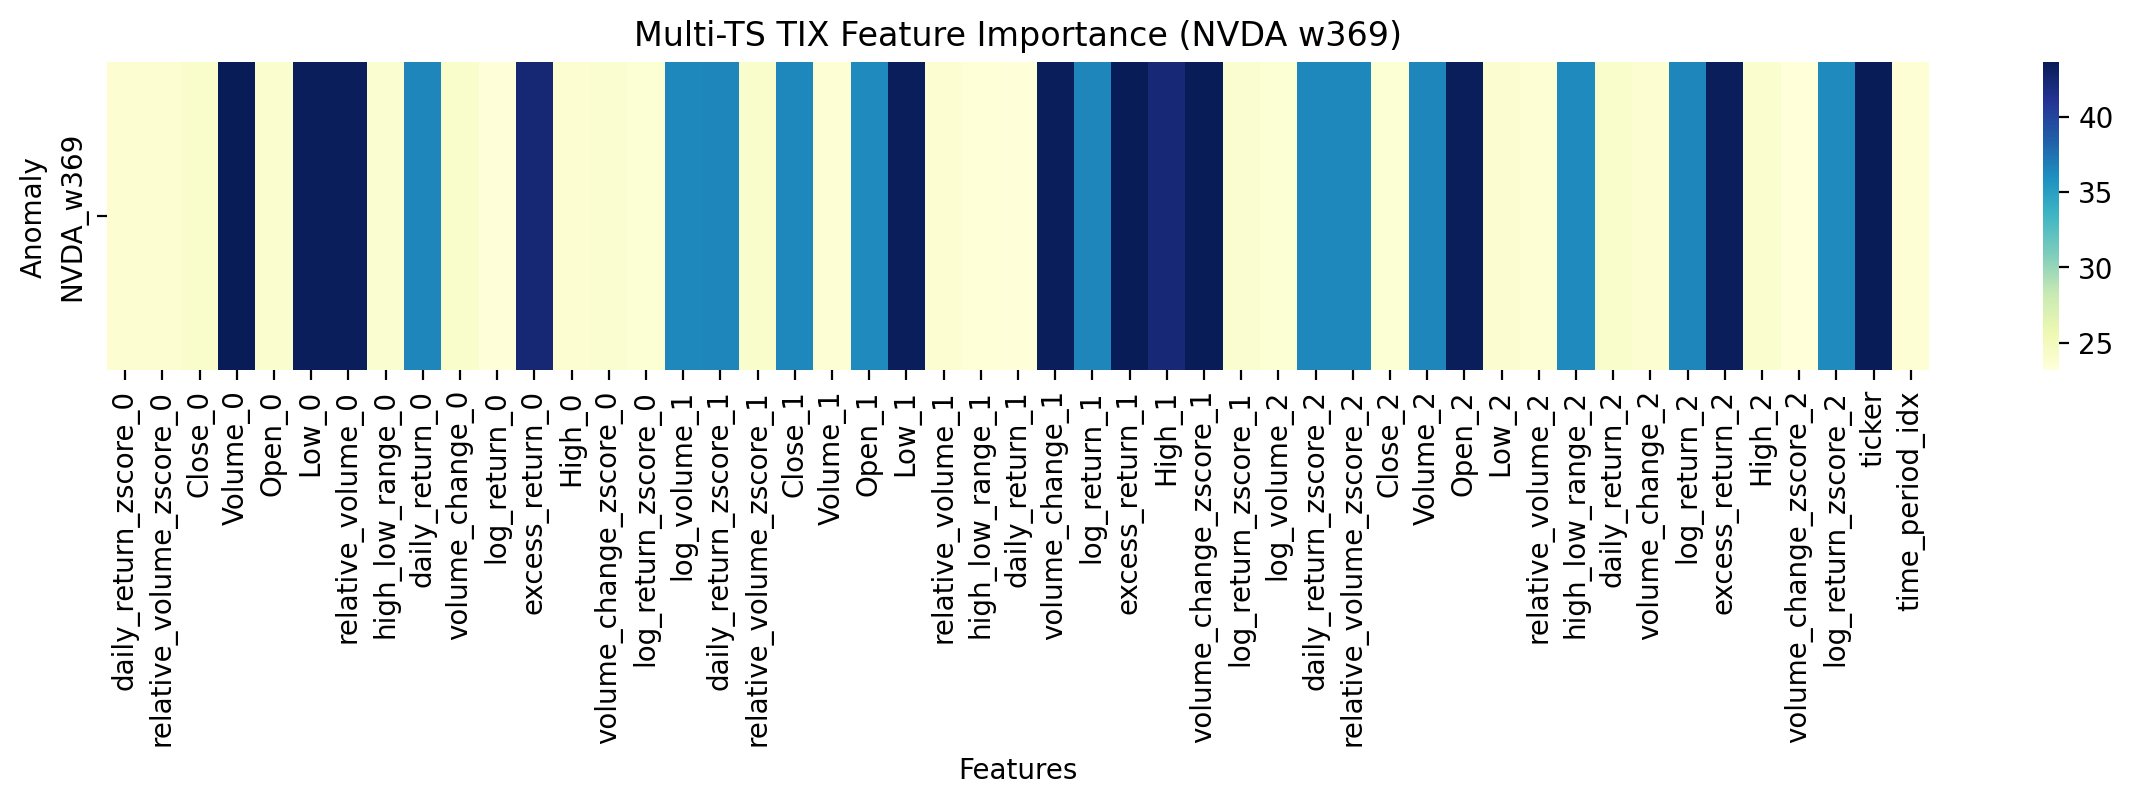 Multi-TS TIX Feature Importance (NVDA w369)
Anomaly
NVDA_w369
daily_return_zscore_0
relative_volume_zscore_0
Close_0
Volume_0
Open_0
Low_0
relative_volume_0
high_low_range_0
daily_return_0
volume_change_0
log_return_0
excess_return_0
High_0
volume_change_zscore_0
log_return_zscore_0
log_volume_1
daily_return_zscore_1
relative_volume_zscore_1
Close_1
Volume_1
Open_1
Low_1
relative_volume_1
high_low_range_1
daily_return_1
volume_change_1
log_return_1
excess_return_1
High_1
volume_change_zscore_1
log_return_zscore_1
log_volume_2
daily_return_zscore_2
relative_volume_zscore_2
Close_2
Volume_2
Open_2
Low_2
relative_volume_2
high_low_range_2
daily_return_2
volume_change_2
log_return_2
excess_return_2
High_2
volume_change_zscore_2
log_return_zscore_2
ticker
time_period_idx
Features
40
35
30
25